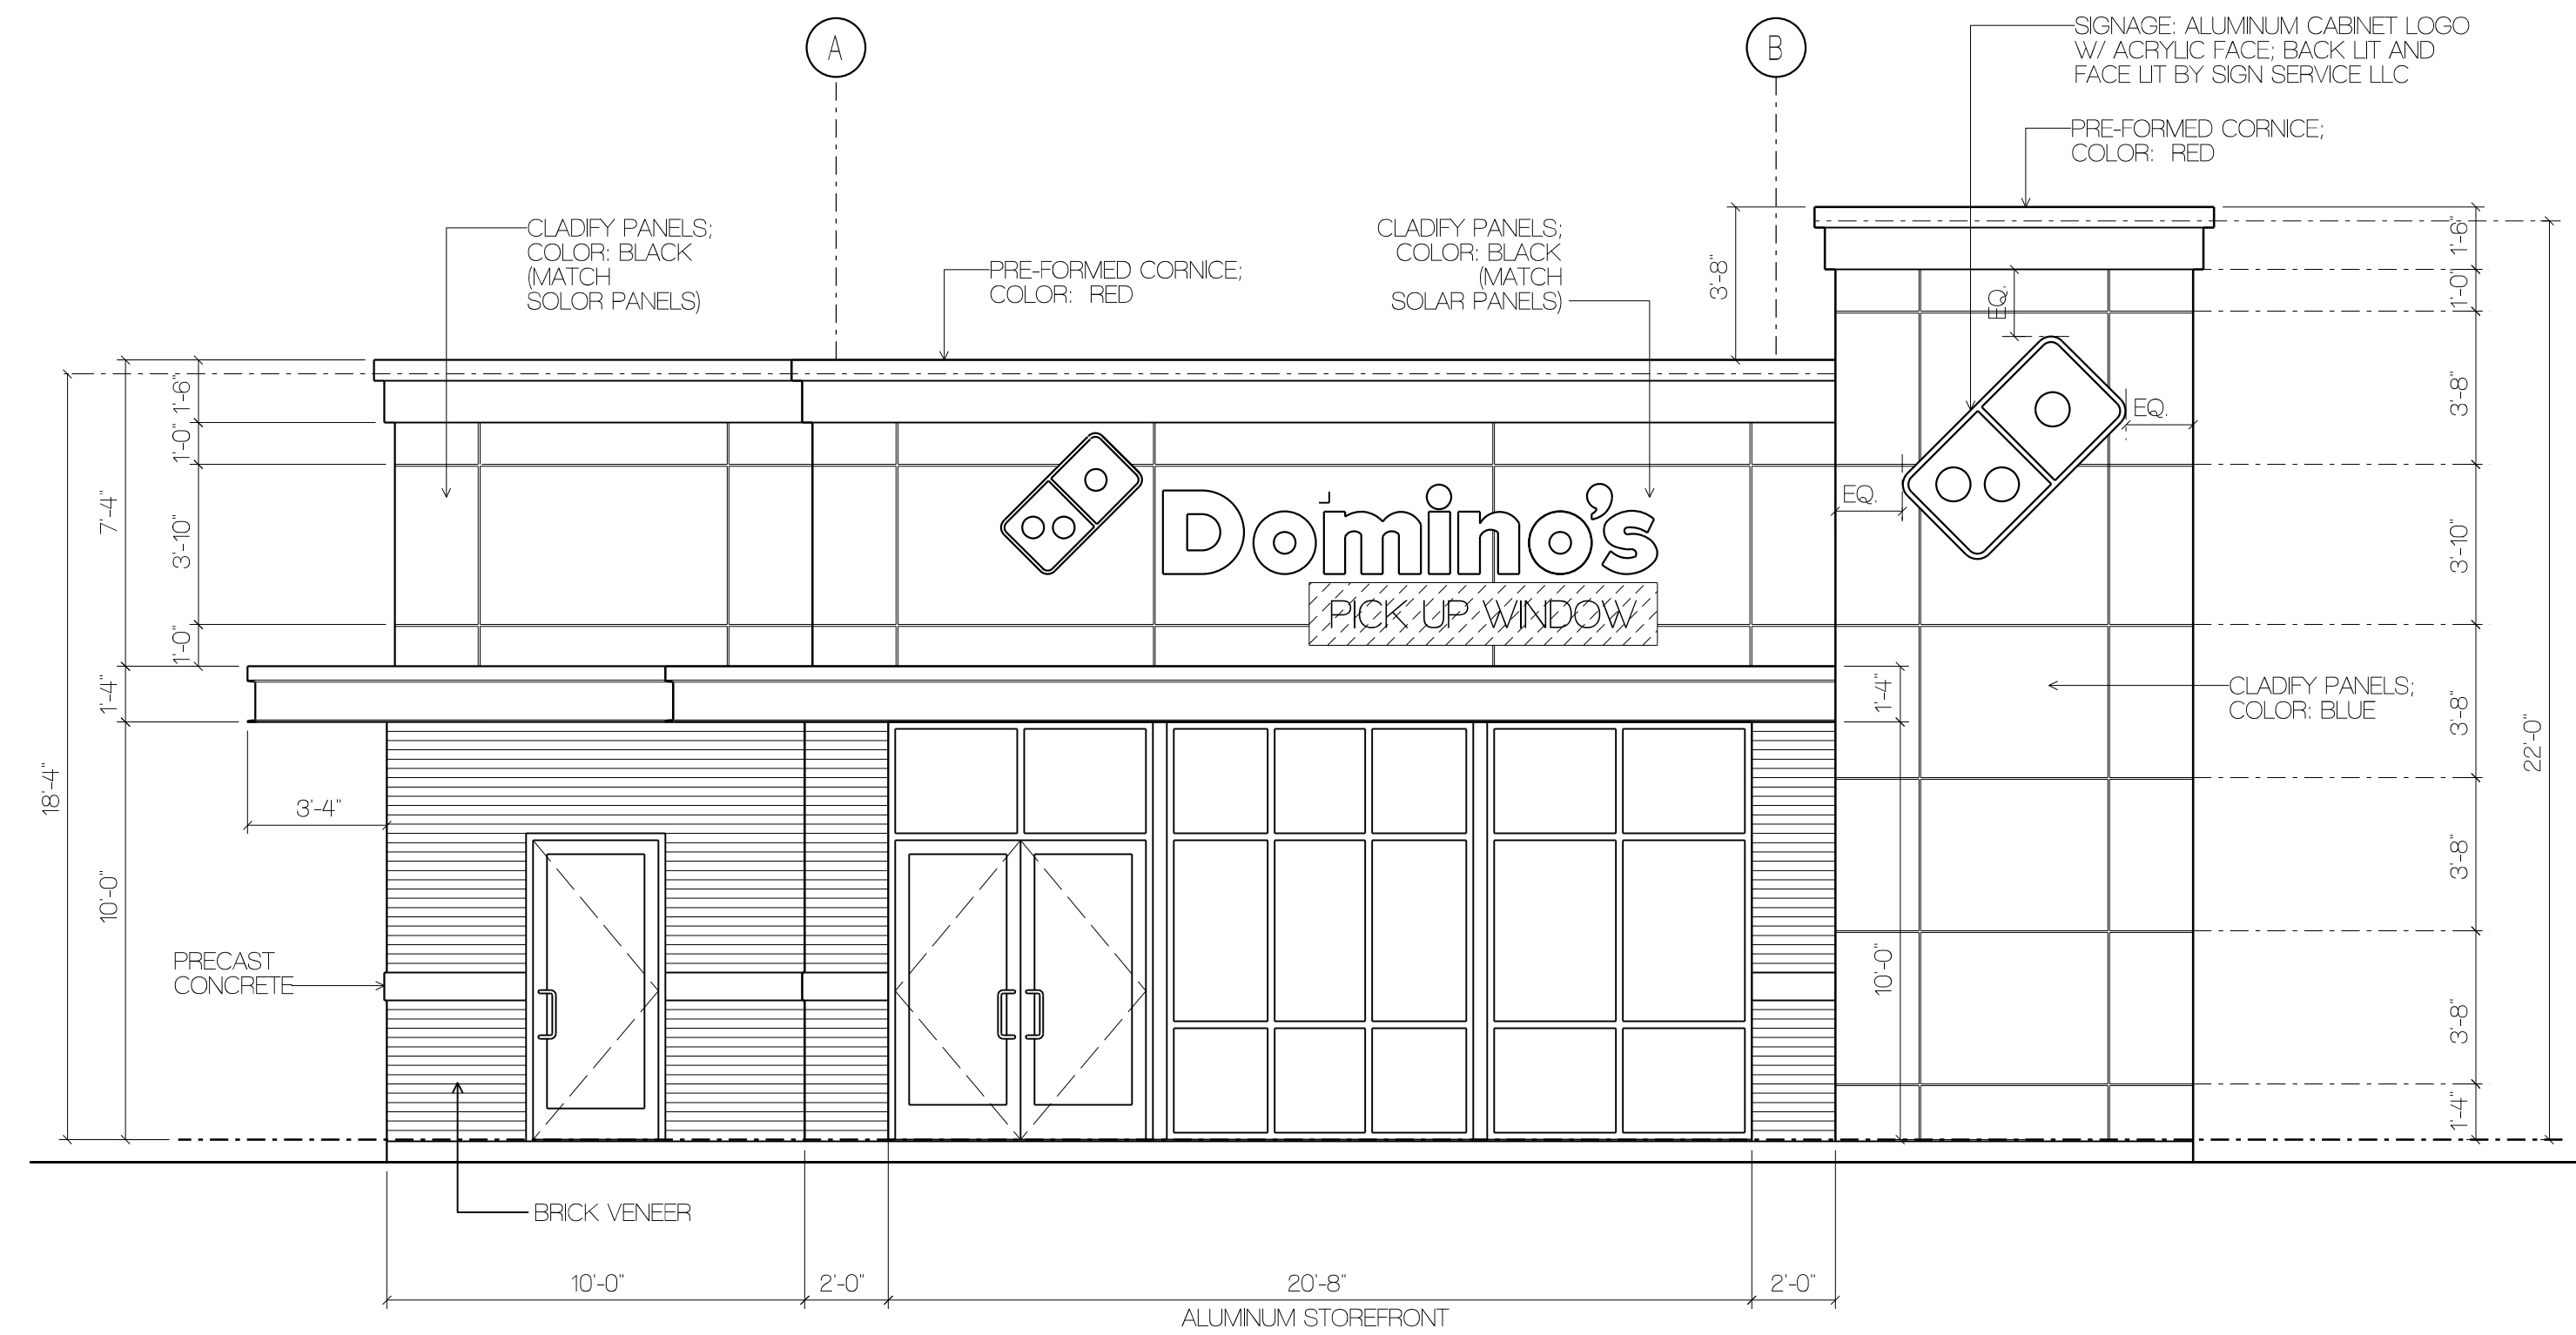 A
B
SIGNAGE: ALUMINUM CABINET LOGO
W/ ACRYLIC FACE; BACK LIT AND
FACE LIT BY SIGN SERVICE LLC
PRE-FORMED CORNICE;
COLOR: RED
CLADIFY PANELS;
COLOR: BLACK
(MATCH
SOLOR PANELS)
PRE-FORMED CORNICE;
COLOR: RED
CLADIFY PANELS;
COLOR: BLACK
(MATCH
SOLAR PANELS)
3'-8"
1'-6"
1'-0"
3'-8"
3'-10"
3'-8"
3'-8"
3'-8"
1'-4"
22'-0"
EQ.
EQ.
EQ.
1'-6"
1'-0"
3'-10"
1'-0"
7'-4"
1'-4"
10'-0"
18'-4"
Domino's
PICK UP WINDOW
CLADIFY PANELS;
COLOR: BLUE
1'-4"
10'-0"
3'-4"
PRECAST
CONCRETE
BRICK VENEER
10'-0"
2'-0"
20'-8"
2'-0"
ALUMINUM STOREFRONT